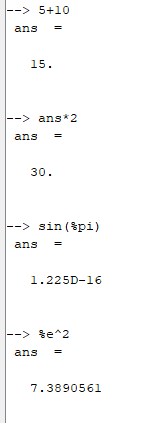 --> 5+10
ans  =
15.
--> ans*2
ans  =
30.
--> sin(%pi)
ans  =
1.225D-16
--> %e^2
ans  =
7.3890561